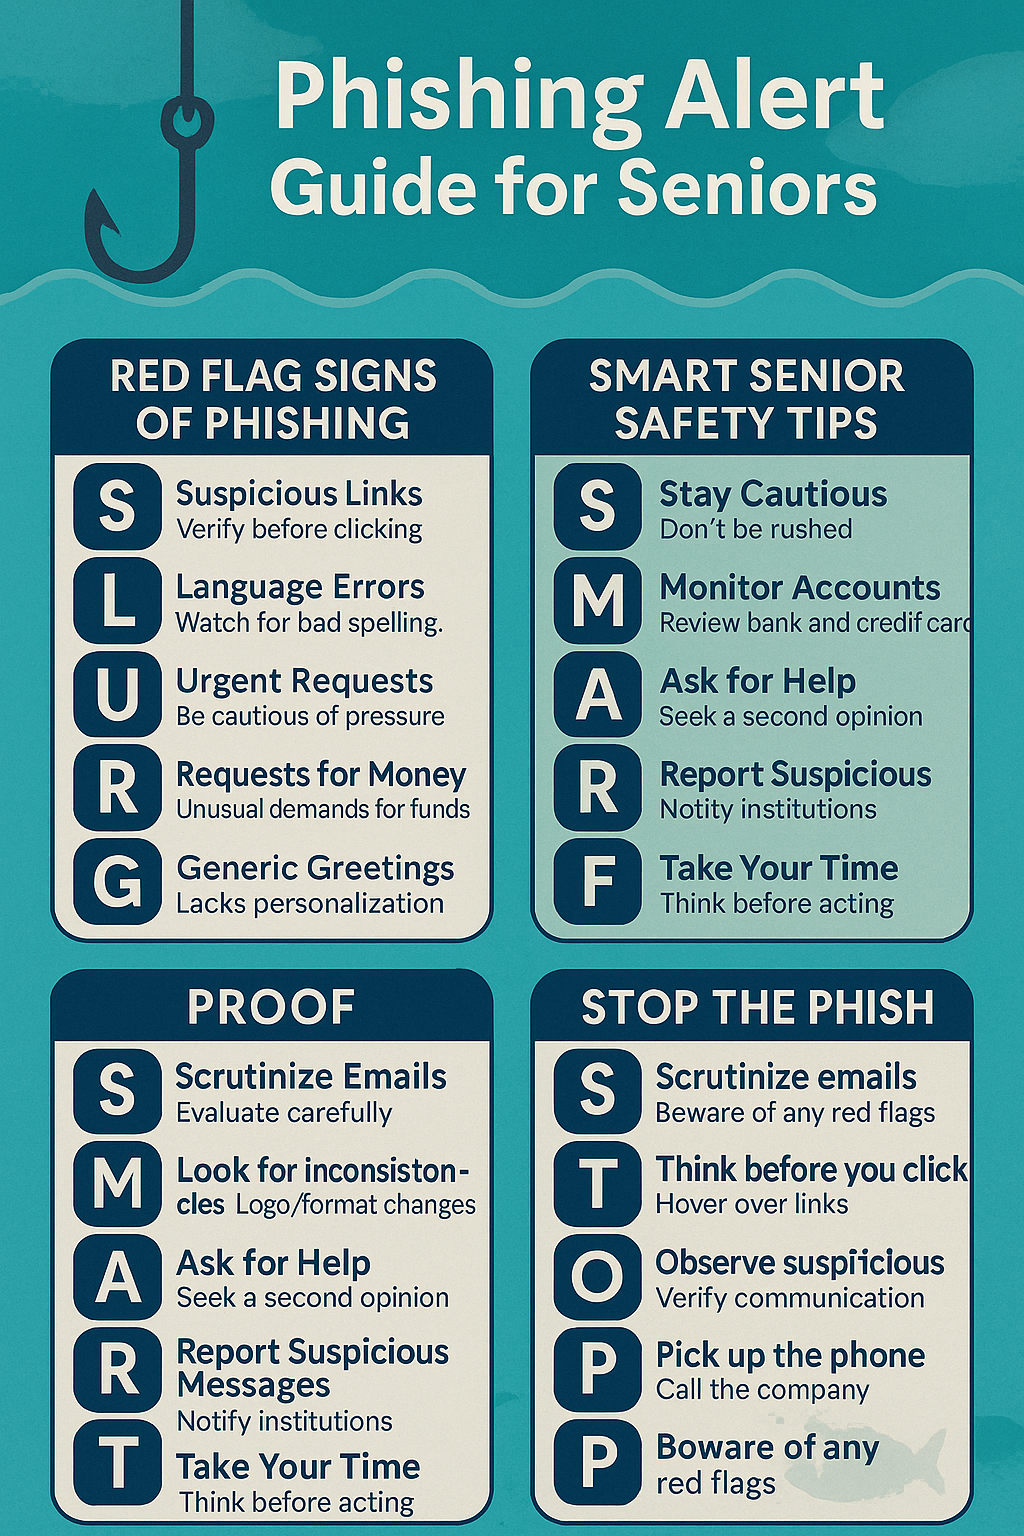 Phishing Alert
Guide for Seniors
RED FLAG SIGNS
OF PHISHING
S
Suspicious Links
Verify before clicking
L
Language Errors
Watch for bad spelling.
U
Urgent Requests
Be cautious of pressure
R
Requests for Money
Unusual demands for funds
G
Generic Greetings
Lacks personalization
SMART SENIOR
SAFETY TIPS
S
Stay Cautious
Don't be rushed
M
Monitor Accounts
Review bank and credif card
A
Ask for Help
Seek a second opinion
R
Report Suspicious
Notity institutions
F
Take Your Time
Think before acting
PROOF
S
Scrutinize Emails
Evaluate carefully
M
Look for inconsiston-
cles Logo/format changes
A
Ask for Help
Seek a second opinion
R
Report Suspicious
Messages
Notify institutions
T
Take Your Time
Think before acting
STOP THE PHISH
S
Scrutinize emails
Beware of any red flags
T
Think before you click
Hover over links
O
Observe suspiicious
Verify communication
P
Pick up the phone
Call the company
P
Boware of any
red flags